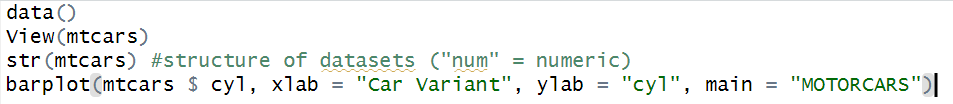 data()
View(mtcars)
str(mtcars) #structure of datasets ("num" = numeric)
barplot(mtcars $ cyl, xlab = "Car Variant", ylab = "cyl", main = "MOTORCARS")